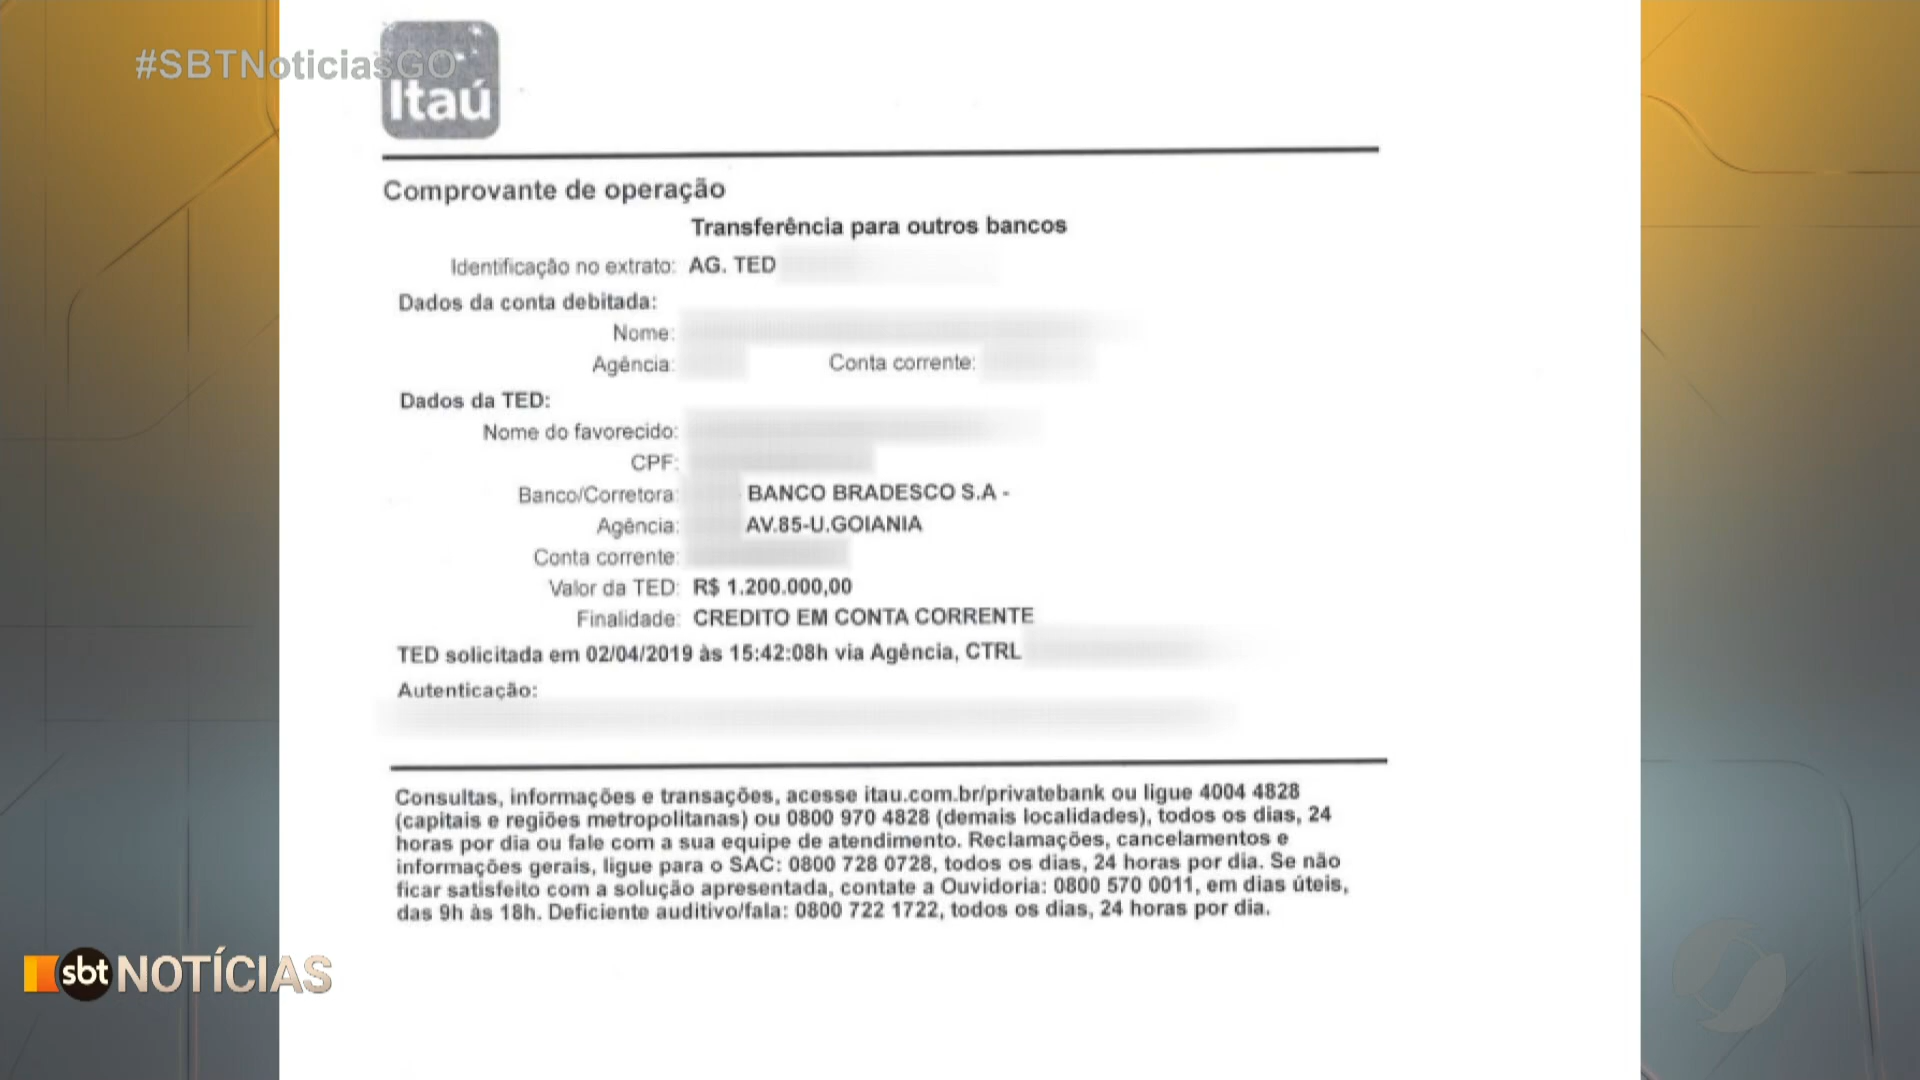 #SBTNoticiasGO
Itaú
Comprovante de operação
Transferência para outros bancos
Identificação no extrato: AG. TED
Dados da conta debitada:
Nome:
Agência: Conta corrente:
Dados da TED:
Nome do favorecido:
CPF:
Banco/Corretora: BANCO BRADESCO S.A -
Agência: AV.85-U.GOIANIA
Conta corrente:
Valor da TED: R$ 1.200.000,00
Finalidade: CREDITO EM CONTA CORRENTE
TED solicitada em 02/04/2019 às 15:42:08h via Agência, CTRL
Autenticação:
Consultas, informações e transações, acesse itau.com.br/privatebank ou ligue 4004 4828
(capitais e regiões metropolitanas) ou 0800 970 4828 (demais localidades), todos os dias, 24
horas por dia ou fale com a sua equipe de atendimento. Reclamações, cancelamentos e
informações gerais, ligue para o SAC: 0800 728 0728, todos os dias, 24 horas por dia. Se não
ficar satisfeito com a solução apresentada, contate a Ouvidoria: 0800 570 0011, em dias úteis,
das 9h às 18h. Deficiente auditivo/fala: 0800 722 1722, todos os dias, 24 horas por dia.
sbt NOTÍCIAS